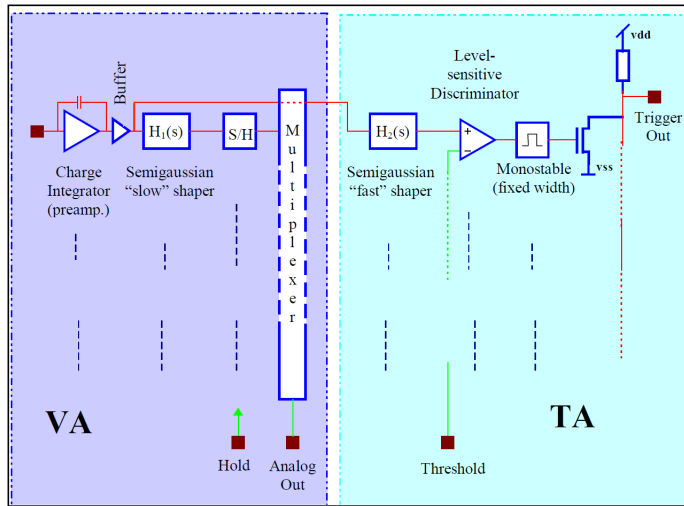 Buffer
H₁(s)
S/H
Charge
Integrator
(preamp.)
Semigaussian
“slow” shaper
Multiplexer
VA
Hold
Analog
Out
Level-
sensitive
Discriminator
vdd
H₂(s)
+
−
Trigger
Out
vss
Semigaussian
“fast” shaper
Monostable
(fixed width)
TA
Threshold